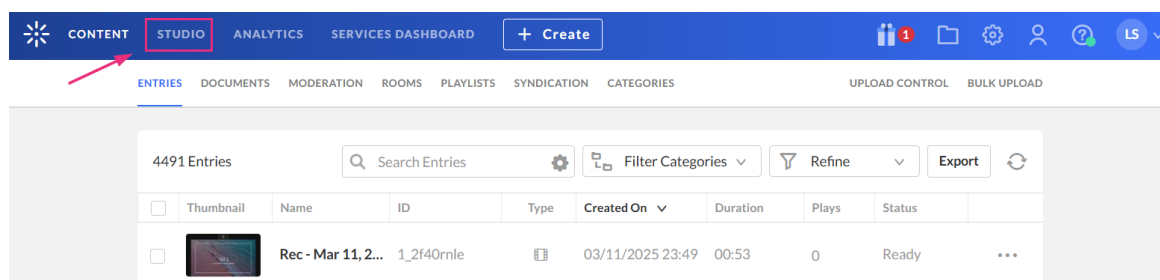 CONTENT STUDIO ANALYTICS SERVICES DASHBOARD + Create 1 LS
ENTRIES DOCUMENTS MODERATION ROOMS PLAYLISTS SYNDICATION CATEGORIES UPLOAD CONTROL BULK UPLOAD
4491 Entries Search Entries Filter Categories Refine Export
Thumbnail Name ID Type Created On Duration Plays Status
Rec - Mar 11, 2... 1_2f40rnle 03/11/2025 23:49 00:53 0 Ready